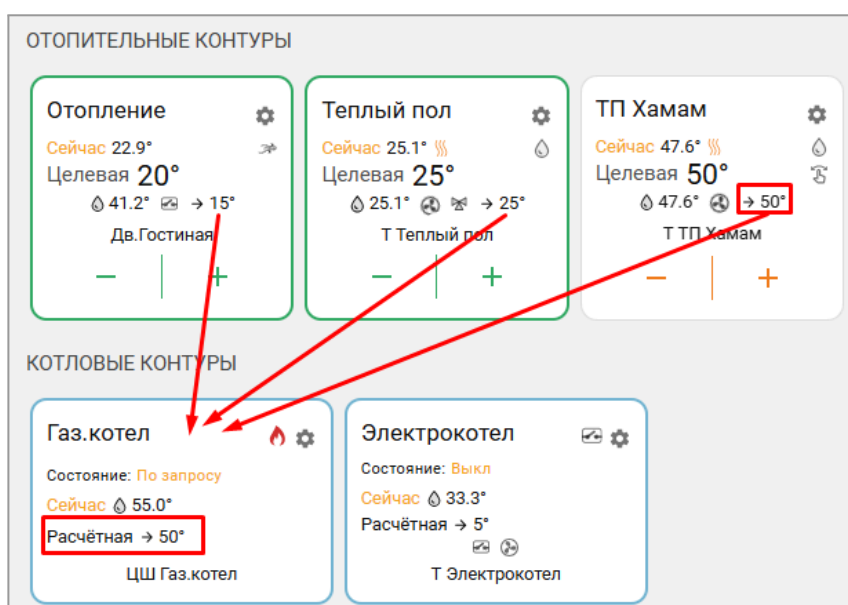 ОТОПИТЕЛЬНЫЕ КОНТУРЫ
Отопление
Сейчас 22.9°
Целевая 20°
41.2° → 15°
Дв.Гостиная
− +
Теплый пол
Сейчас 25.1°
Целевая 25°
25.1° → 25°
Т Теплый пол
− +
ТП Хамам
Сейчас 47.6°
Целевая 50°
47.6° → 50°
Т ТП Хамам
− +
КОТЛОВЫЕ КОНТУРЫ
Газ.котел
Состояние: По запросу
Сейчас 55.0°
Расчётная → 50°
ЦШ Газ.котел
Электрокотел
Состояние: Выкл
Сейчас 33.3°
Расчётная → 5°
Т Электрокотел